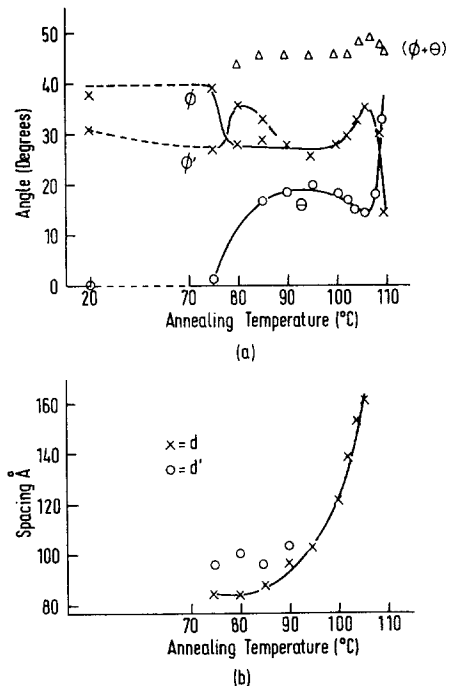 50
40
30
20
10
0
Angle (Degrees)
(ϕ+θ)
ϕ
ϕ'
θ
20 70 80 90 100 110
Annealing Temperature (°C)
(a)
160
140
120
100
80
Spacing Å
× = d
o = d'
70 80 90 100 110
Annealing Temperature (°C)
(b)